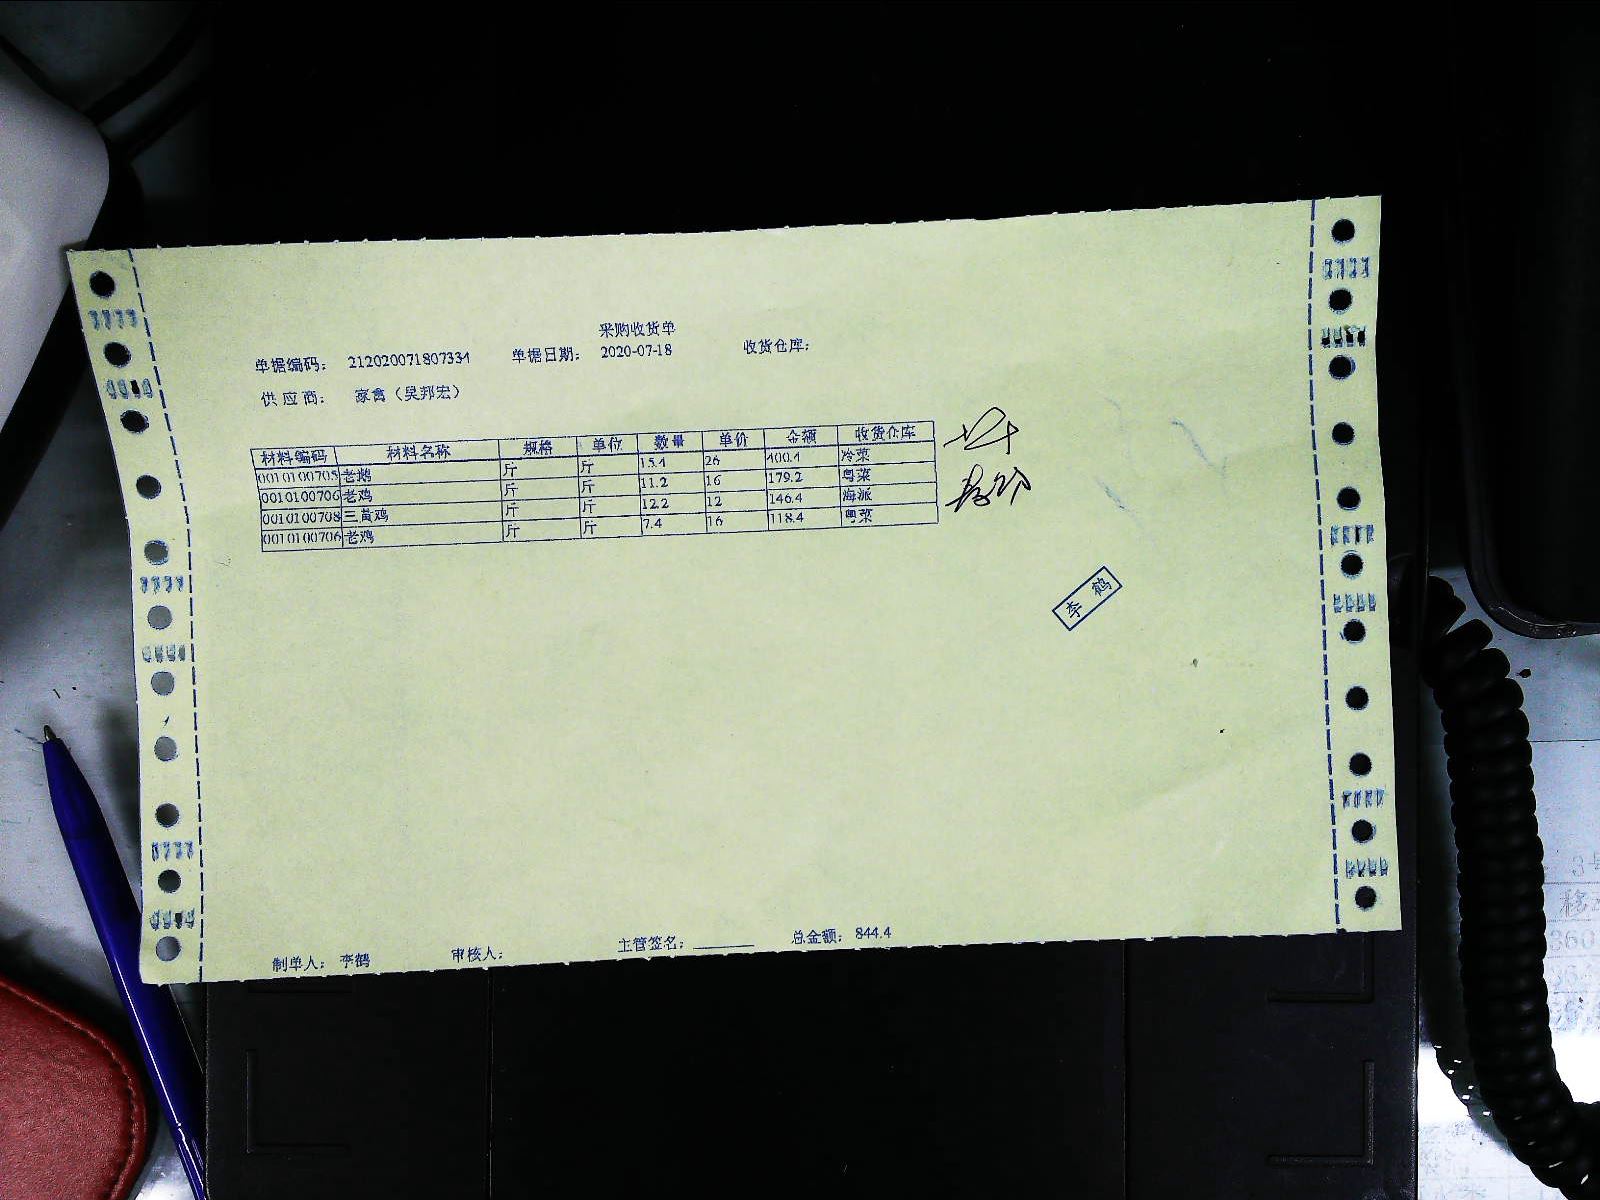 采购收货单
单据编码： 212020071807334 单据日期： 2020-07-18 收货仓库：
供应商： 家禽（吴邦宏）
材料编码 材料名称 规格 单位 数量 单价 金额 收货仓库
0010100705 老鹅 斤 斤 15.4 26 400.4 冷菜
0010100706 老鸡 斤 斤 11.2 16 179.2 粤菜
0010100708 三黄鸡 斤 斤 12.2 12 146.4 海派
0010100706 老鸡 斤 斤 7.4 16 118.4 粤菜
李鹤
制单人： 李鹤 审核人： 主管签名：______ 总金额： 844.4